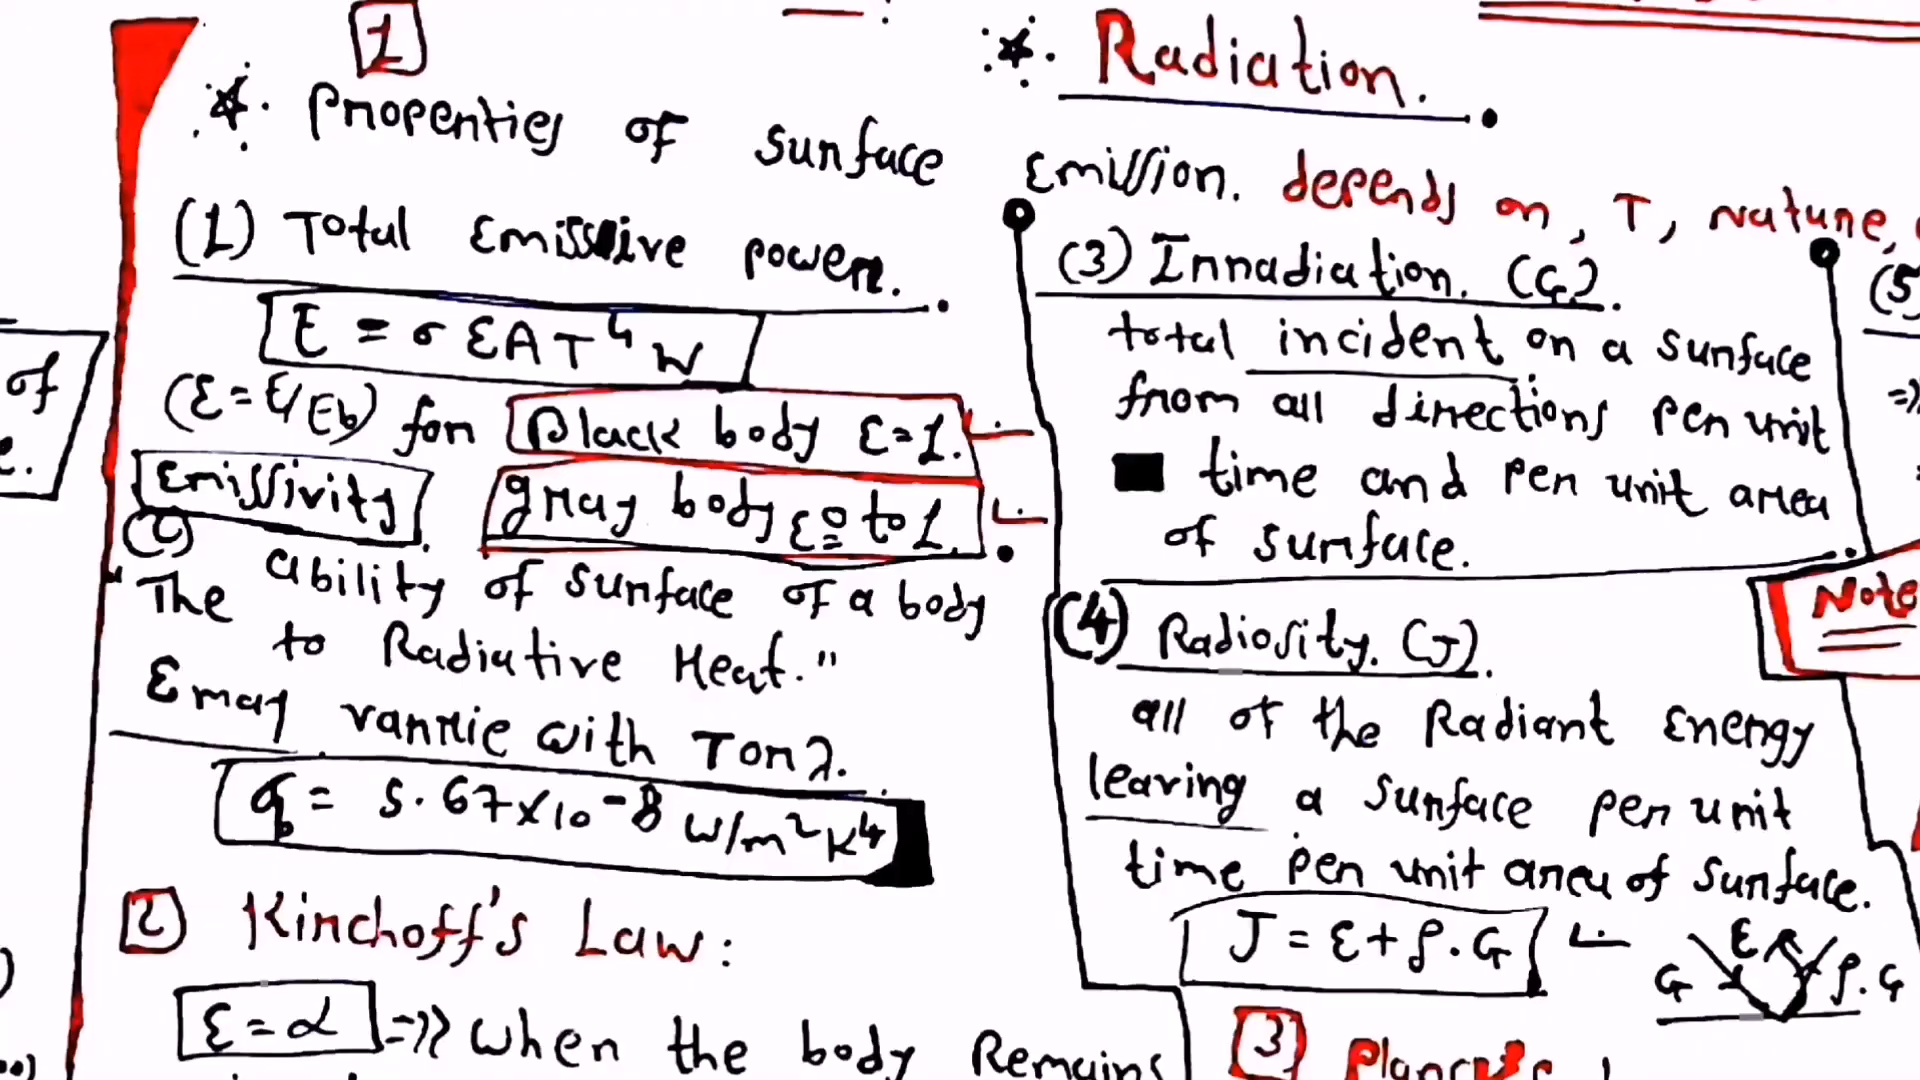 Radiation.
1
Properties of surface Emission. depends on, T, Nature,
(1) Total Emissive power.
E = σ Ɛ A T⁴ W
(Ɛ = E/Eb) for Black body Ɛ=1.
Emissivity gray body Ɛ=0 to 1.
"The ability of surface of a body
to Radiative Heat."
Ɛ may varrie with T or λ.
σb = 5.67×10⁻⁸ W/m²K⁴
2 Kirchoff's Law:
Ɛ = α => When the body Remains
(3) Irradiation. (G).
total incident on a surface
from all directions per unit
time and per unit area
of surface.
(4) Radiosity. (J).
all of the Radiant Energy
leaving a surface per unit
time per unit area of surface.
J = Ɛ + ρ.G
G Ɛ ρ.G
3
(5
Note
of